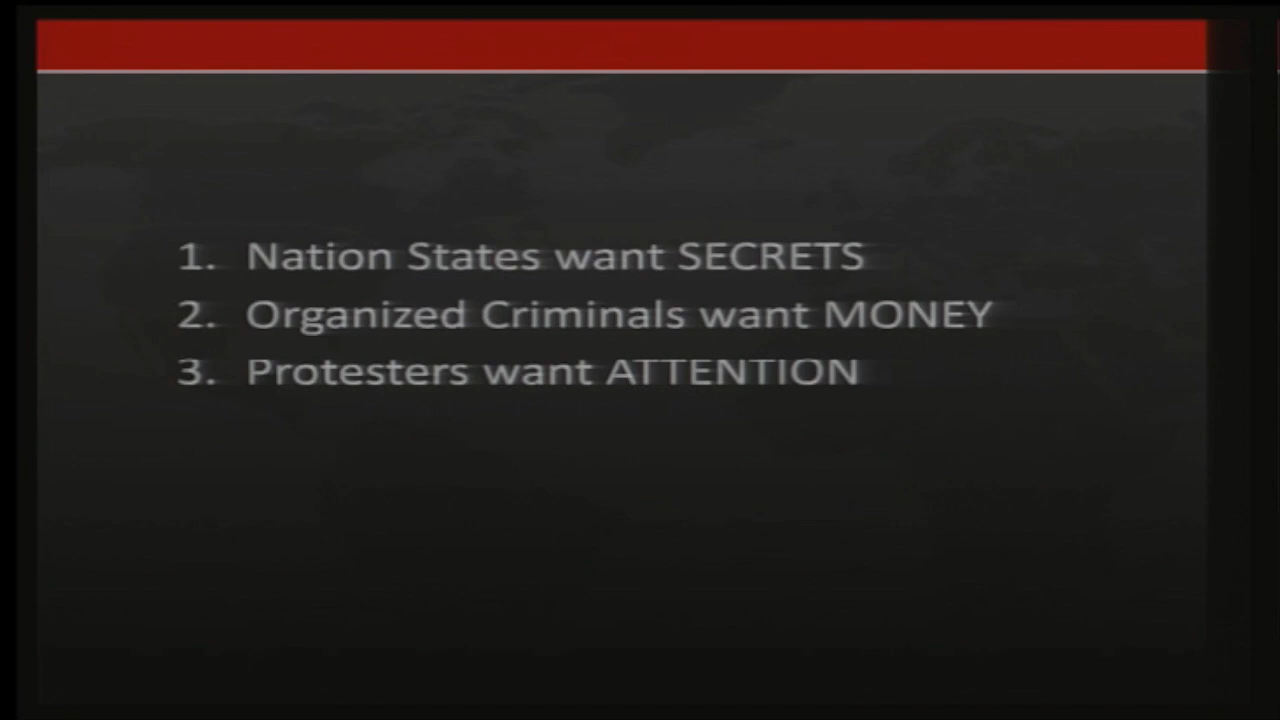 1. Nation States want SECRETS
2. Organized Criminals want MONEY
3. Protesters want ATTENTION